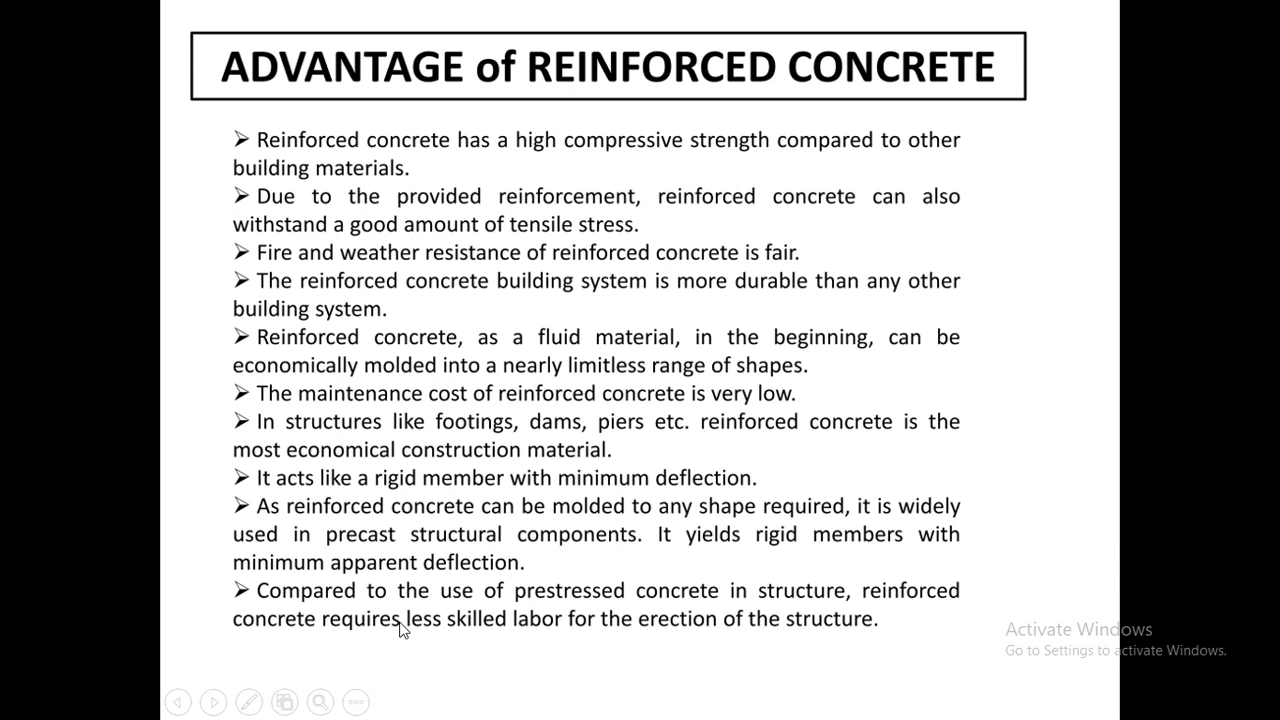 ADVANTAGE of REINFORCED CONCRETE
➢ Reinforced concrete has a high compressive strength compared to other
building materials.
➢ Due to the provided reinforcement, reinforced concrete can also
withstand a good amount of tensile stress.
➢ Fire and weather resistance of reinforced concrete is fair.
➢ The reinforced concrete building system is more durable than any other
building system.
➢ Reinforced concrete, as a fluid material, in the beginning, can be
economically molded into a nearly limitless range of shapes.
➢ The maintenance cost of reinforced concrete is very low.
➢ In structures like footings, dams, piers etc. reinforced concrete is the
most economical construction material.
➢ It acts like a rigid member with minimum deflection.
➢ As reinforced concrete can be molded to any shape required, it is widely
used in precast structural components. It yields rigid members with
minimum apparent deflection.
➢ Compared to the use of prestressed concrete in structure, reinforced
concrete requires less skilled labor for the erection of the structure.
Activate Windows
Go to Settings to activate Windows.